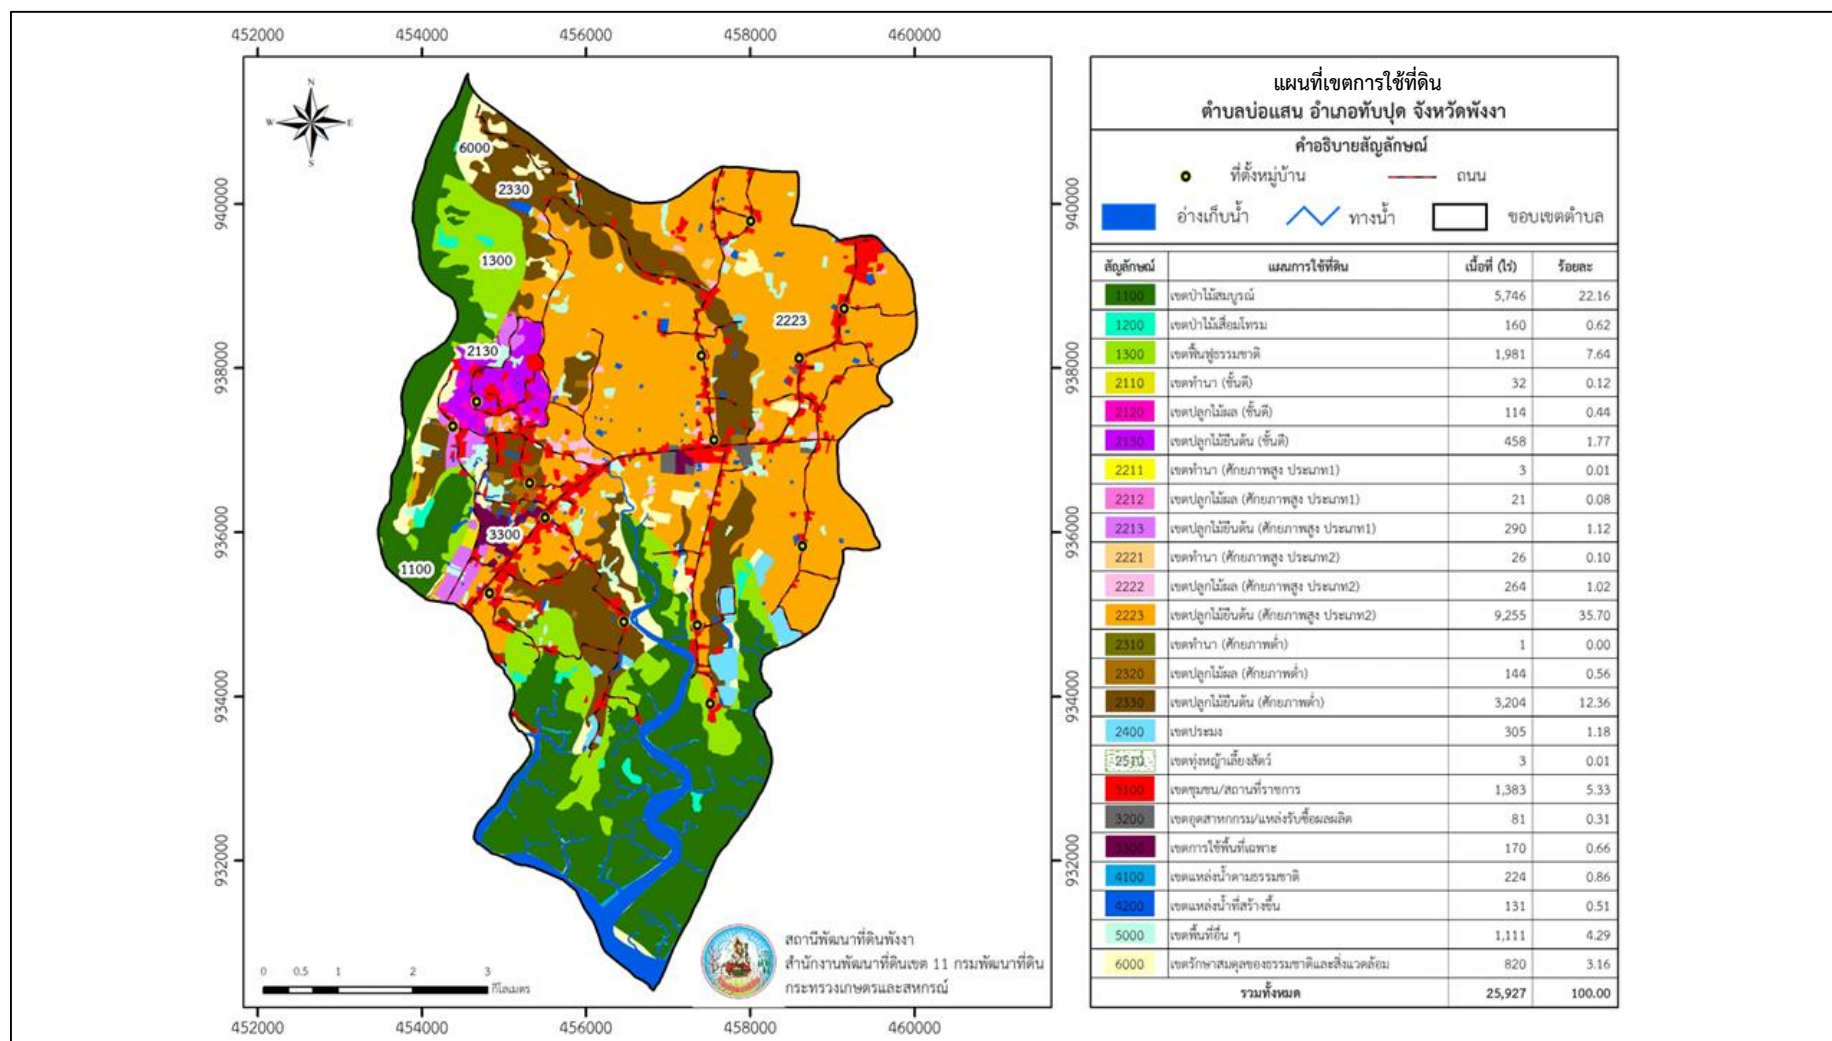 แผนที่เขตการใช้ที่ดิน
ตำบลบ่อแสน อำเภอทับปุด จังหวัดพังงา
คำอธิบายสัญลักษณ์
ที่ตั้งหมู่บ้าน ถนน
อ่างเก็บน้ำ ทางน้ำ ขอบเขตตำบล
สัญลักษณ์ แผนการใช้ที่ดิน เนื้อที่ (ไร่) ร้อยละ
1100 เขตป่าไม้สมบูรณ์ 5,746 22.16
1200 เขตป่าไม้เสื่อมโทรม 160 0.62
1300 เขตฟื้นฟูธรรมชาติ 1,981 7.64
2110 เขตทำนา (ชั้นดี) 32 0.12
2120 เขตปลูกไม้ผล (ชั้นดี) 114 0.44
2130 เขตปลูกไม้ยืนต้น (ชั้นดี) 458 1.77
2211 เขตทำนา (ศักยภาพสูง ประเภท1) 3 0.01
2212 เขตปลูกไม้ผล (ศักยภาพสูง ประเภท1) 21 0.08
2213 เขตปลูกไม้ยืนต้น (ศักยภาพสูง ประเภท1) 290 1.12
2221 เขตทำนา (ศักยภาพสูง ประเภท2) 26 0.10
2222 เขตปลูกไม้ผล (ศักยภาพสูง ประเภท2) 264 1.02
2223 เขตปลูกไม้ยืนต้น (ศักยภาพสูง ประเภท2) 9,255 35.70
2310 เขตทำนา (ศักยภาพต่ำ) 1 0.00
2320 เขตปลูกไม้ผล (ศักยภาพต่ำ) 144 0.56
2330 เขตปลูกไม้ยืนต้น (ศักยภาพต่ำ) 3,204 12.36
2400 เขตประมง 305 1.18
2510 เขตทุ่งหญ้าเลี้ยงสัตว์ 3 0.01
3100 เขตชุมชน/สถานที่ราชการ 1,383 5.33
3200 เขตอุตสาหกกรม/แหล่งรับซื้อผลผลิต 81 0.31
3300 เขตการใช้พื้นที่เฉพาะ 170 0.66
4100 เขตแหล่งน้ำตามธรรมชาติ 224 0.86
4200 เขตแหล่งน้ำที่สร้างขึ้น 131 0.51
5000 เขตพื้นที่อื่น ๆ 1,111 4.29
6000 เขตรักษาสมดุลของธรรมชาติและสิ่งแวดล้อม 820 3.16
รวมทั้งหมด 25,927 100.00
452000 454000 456000 458000 460000
N
W E
S
940000 940000
938000 938000
936000 936000
934000 934000
932000 932000
6000
2330
1300
2223
2130
3300
1100
สถานีพัฒนาที่ดินพังงา
สำนักงานพัฒนาที่ดินเขต 11 กรมพัฒนาที่ดิน
กระทรวงเกษตรและสหกรณ์
0 0.5 1 2 3
กิโลเมตร
452000 454000 456000 458000 460000